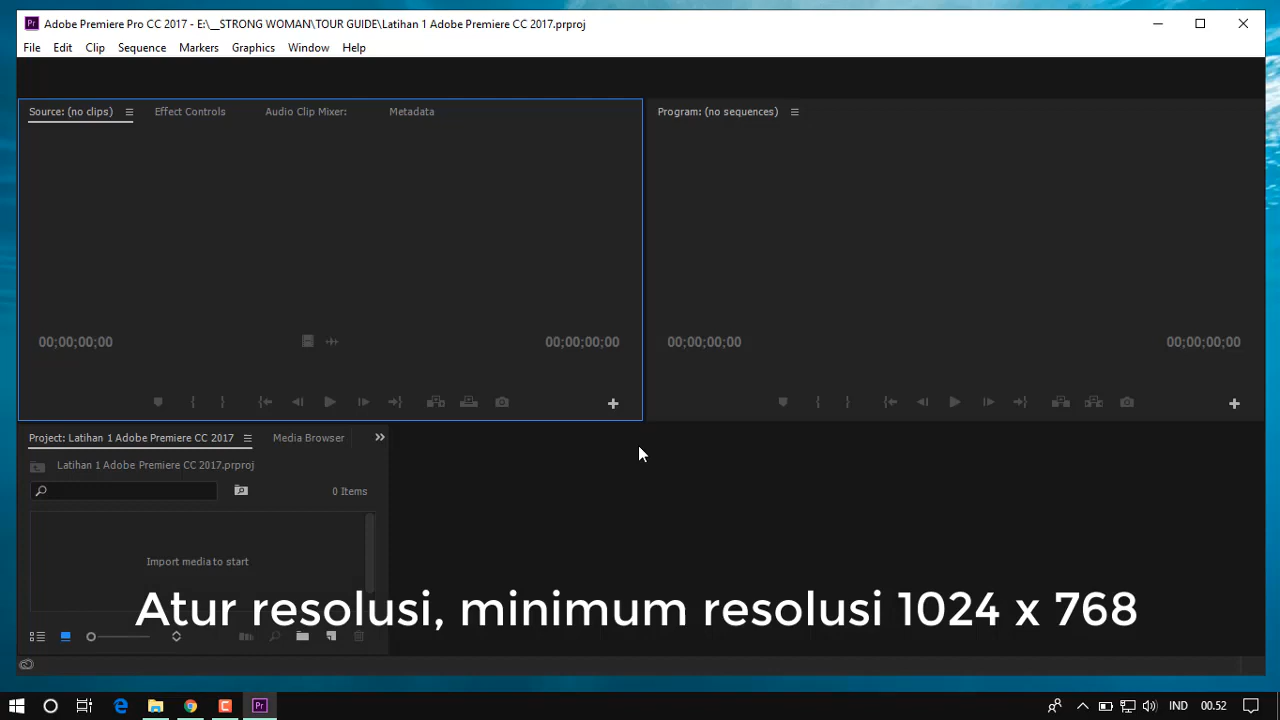 Adobe Premiere Pro CC 2017 - E:\__STRONG WOMAN\TOUR GUIDE\Latihan 1 Adobe Premiere CC 2017.prproj
File Edit Clip Sequence Markers Graphics Window Help
Source: (no clips) Effect Controls Audio Clip Mixer: Metadata
Program: (no sequences)
00;00;00;00 00;00;00;00
00;00;00;00 00;00;00;00
Project: Latihan 1 Adobe Premiere CC 2017 Media Browser
Latihan 1 Adobe Premiere CC 2017.prproj
0 Items
Import media to start
Atur resolusi, minimum resolusi 1024 x 768
Pr IND 00.52